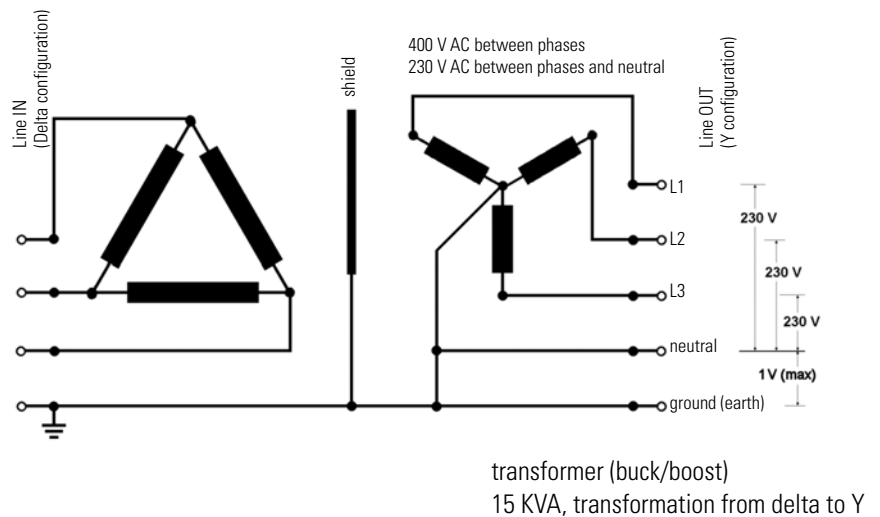 Line IN
(Delta configuration)
shield
400 V AC between phases
230 V AC between phases and neutral
Line OUT
(Y configuration)
L1
230 V
L2
230 V
L3
230 V
neutral
1 V (max)
ground (earth)
transformer (buck/boost)
15 KVA, transformation from delta to Y